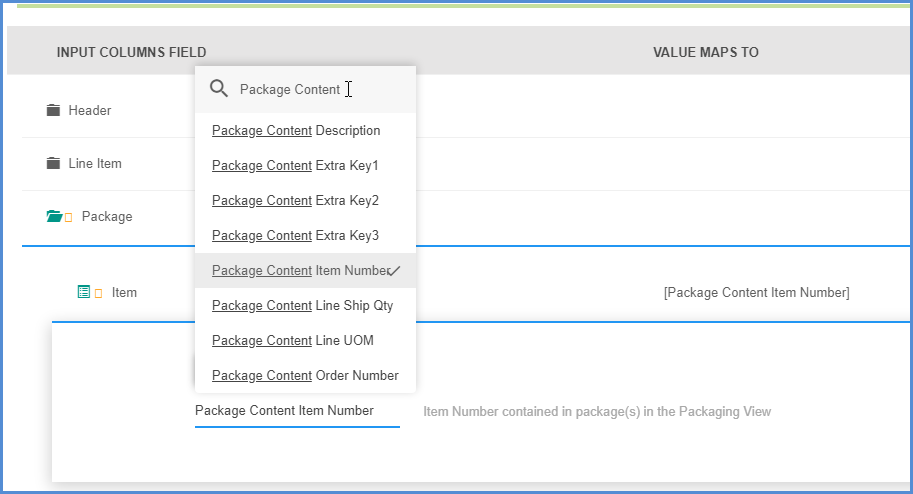 INPUT COLUMNS FIELD
VALUE MAPS TO
Package Content
Header
Package Content Description
Line Item
Package Content Extra Key1
Package Content Extra Key2
Package
Package Content Extra Key3
Package Content Item Number
Item
[Package Content Item Number]
Package Content Line Ship Qty
Package Content Line UOM
Package Content Order Number
Package Content Item Number
Item Number contained in package(s) in the Packaging View